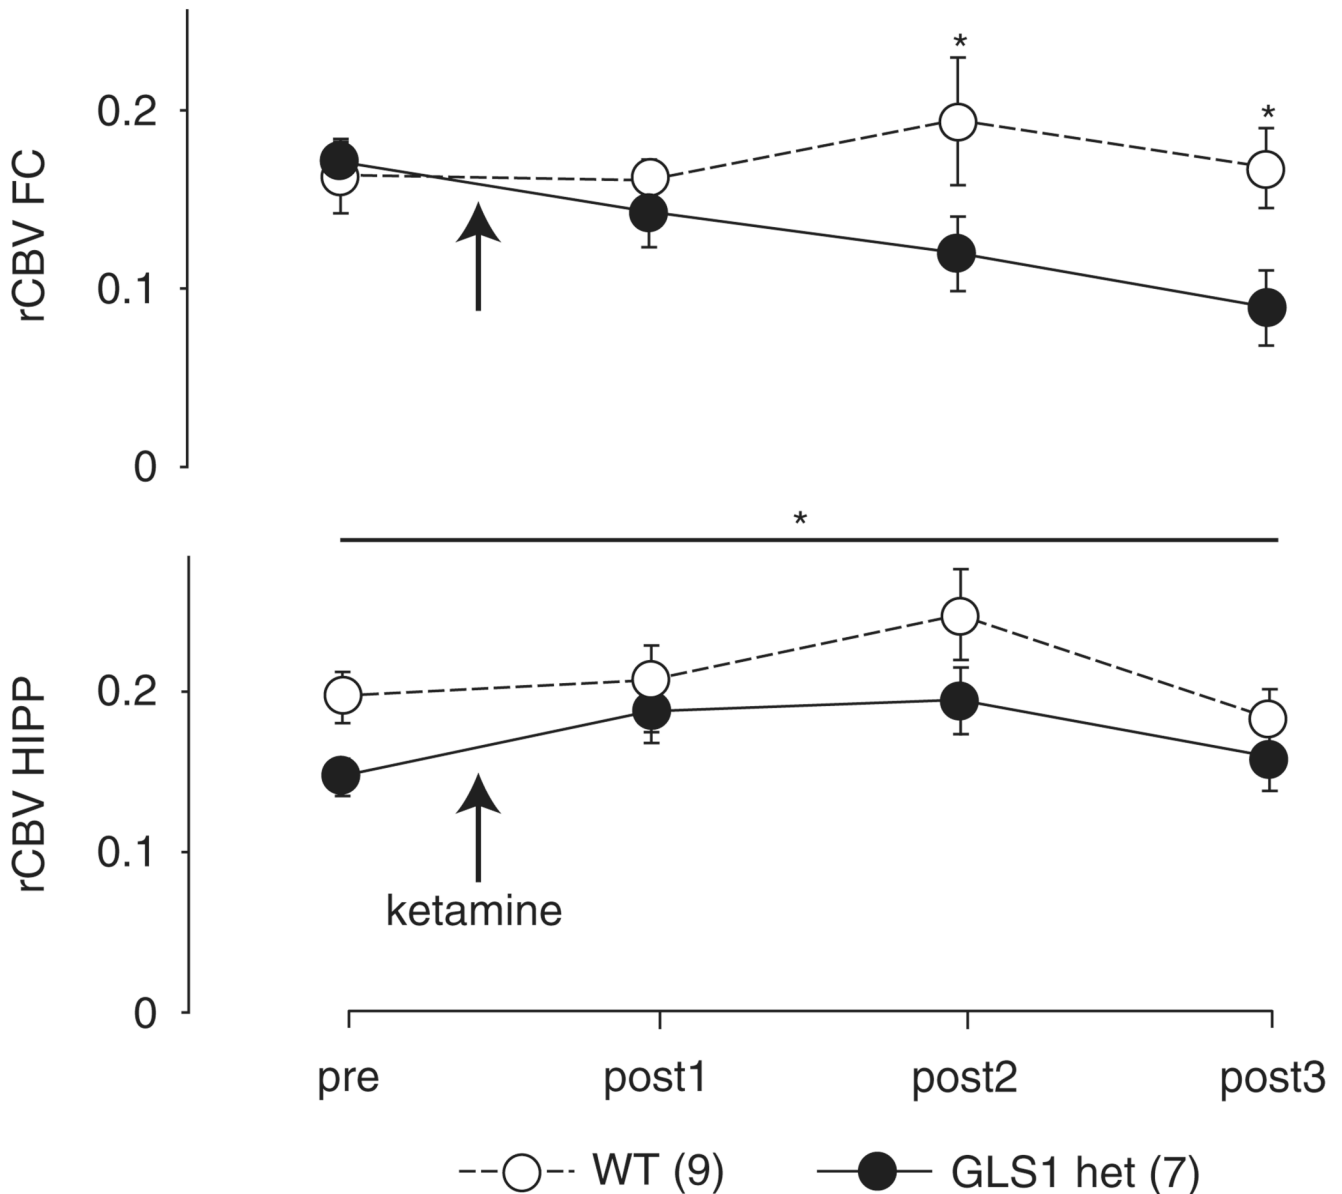 *
0.2
*
rCBV FC
0.1
0
*
0.2
rCBV HIPP
0.1
ketamine
0
pre post1 post2 post3
WT (9) GLS1 het (7)